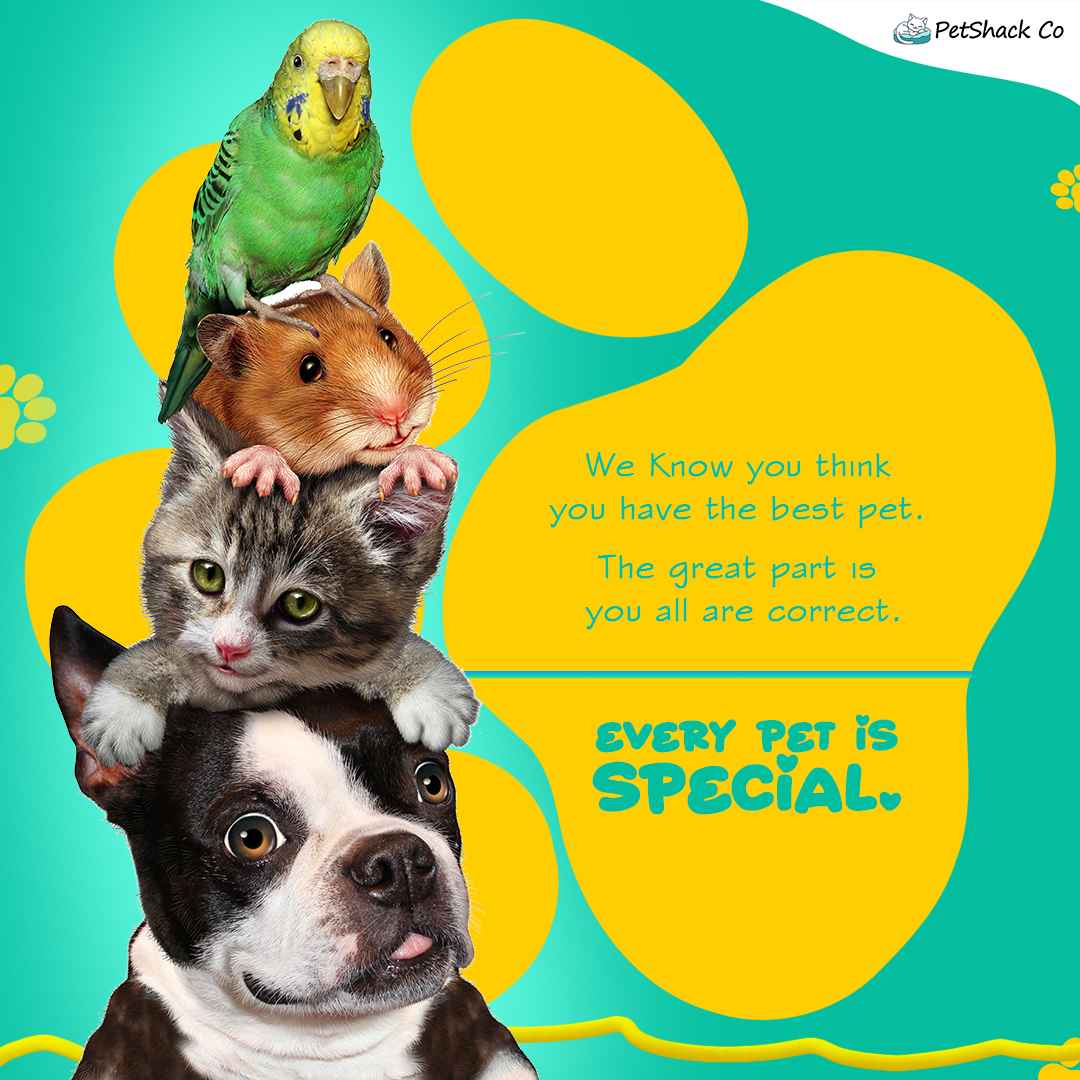 PetShack Co
We Know you think
you have the best pet.
The great part is
you all are correct.
EVERY PET iS
SPECiAL.